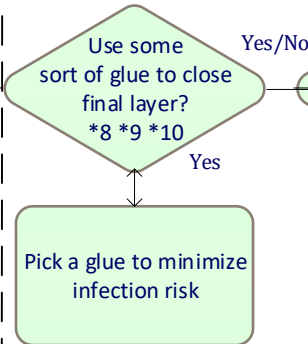 Use some
sort of glue to close
final layer?
*8 *9 *10
Yes/No
Yes
Pick a glue to minimize
infection risk